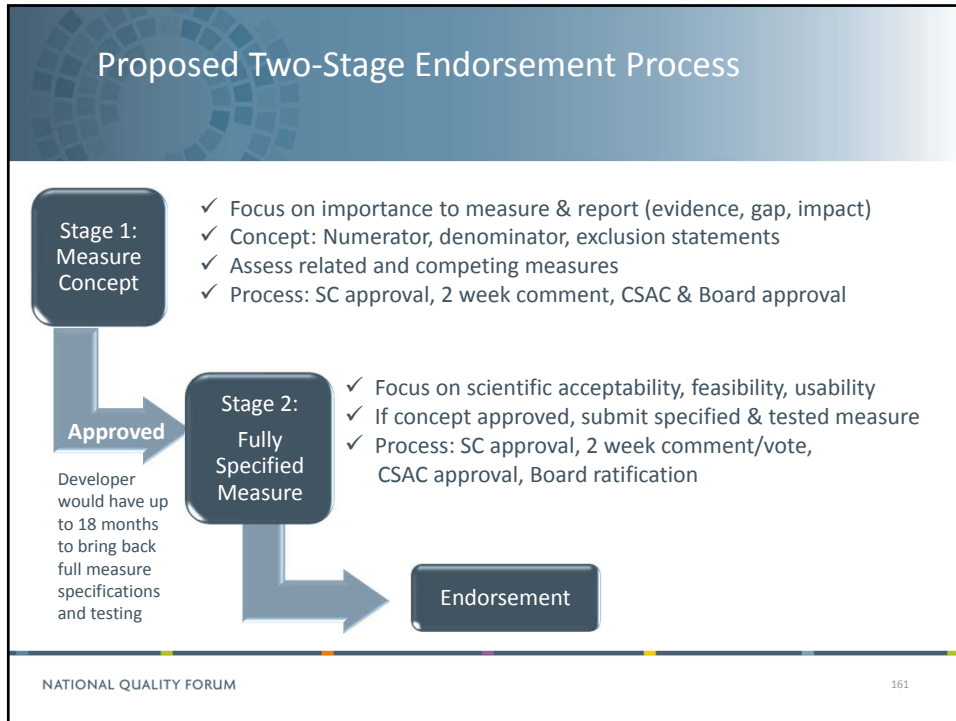 Proposed Two-Stage Endorsement Process
Stage 1:
Measure
Concept
✓ Focus on importance to measure & report (evidence, gap, impact)
✓ Concept: Numerator, denominator, exclusion statements
✓ Assess related and competing measures
✓ Process: SC approval, 2 week comment, CSAC & Board approval
Approved
Developer
would have up
to 18 months
to bring back
full measure
specifications
and testing
Stage 2:
Fully
Specified
Measure
✓ Focus on scientific acceptability, feasibility, usability
✓ If concept approved, submit specified & tested measure
✓ Process: SC approval, 2 week comment/vote,
CSAC approval, Board ratification
Endorsement
NATIONAL QUALITY FORUM
161